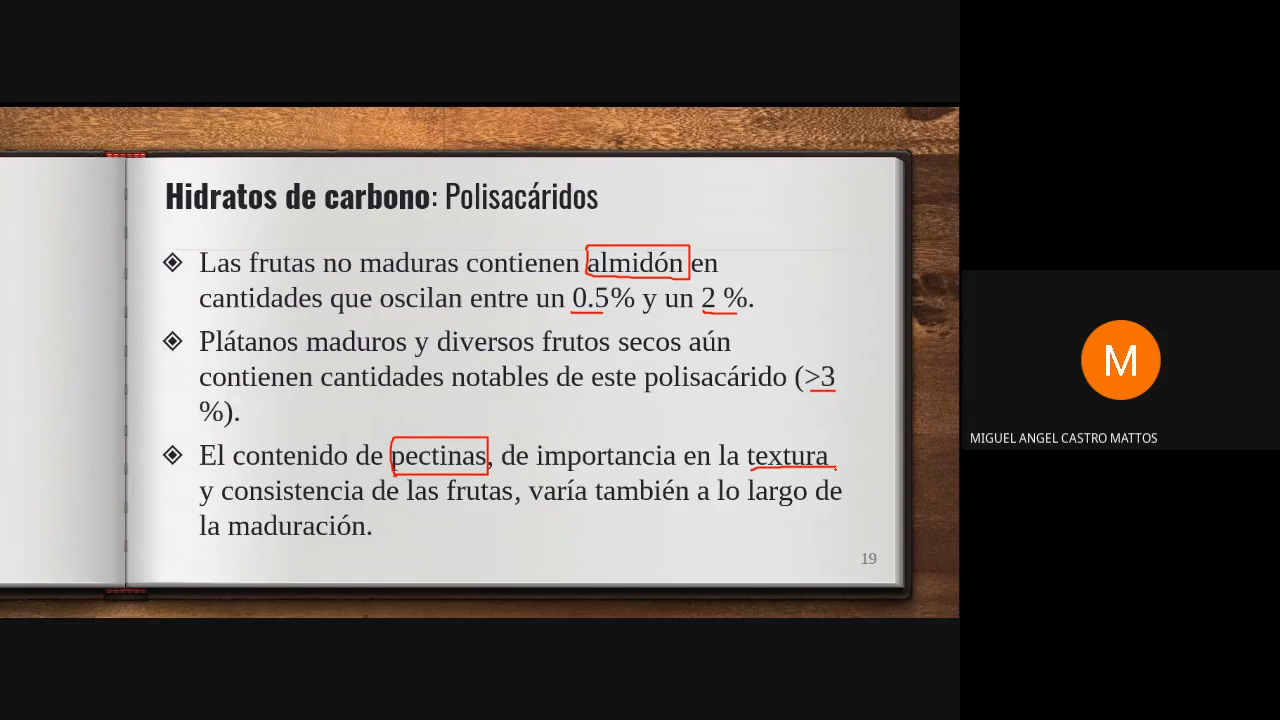 Hidratos de carbono: Polisacáridos
Las frutas no maduras contienen almidón en
cantidades que oscilan entre un 0.5% y un 2 %.
Plátanos maduros y diversos frutos secos aún
contienen cantidades notables de este polisacárido (>3
%).
El contenido de pectinas, de importancia en la textura
y consistencia de las frutas, varía también a lo largo de
la maduración.
19
M
MIGUEL ANGEL CASTRO MATTOS